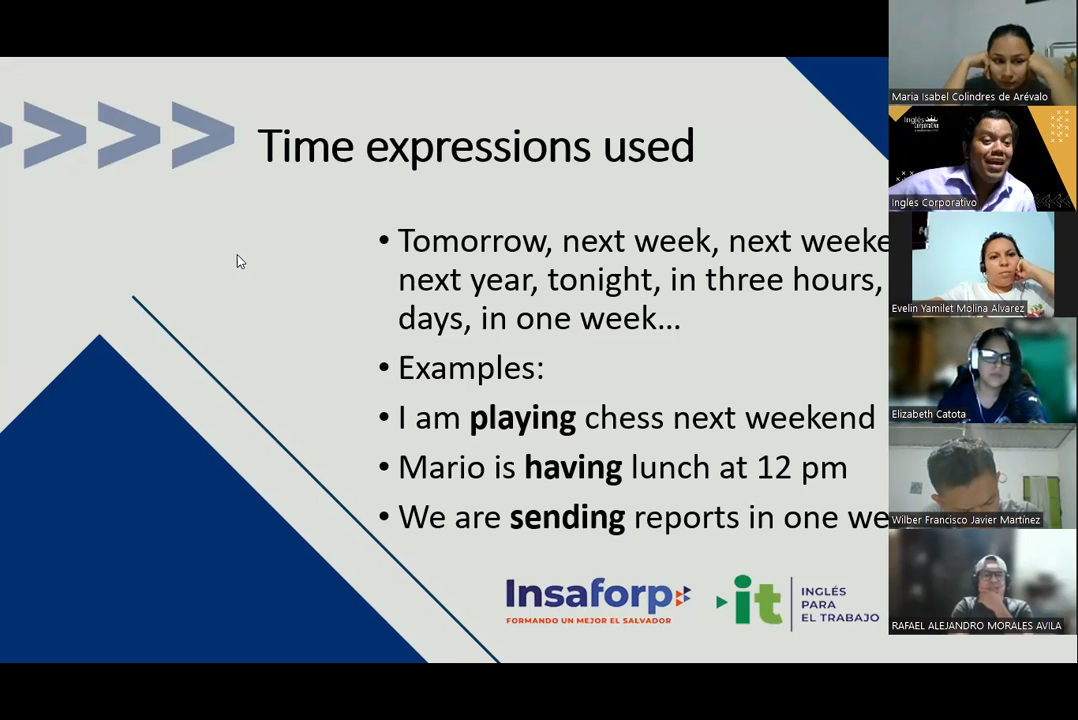 Time expressions used
• Tomorrow, next week, next weeke
next year, tonight, in three hours,
days, in one week…
• Examples:
• I am playing chess next weekend
• Mario is having lunch at 12 pm
• We are sending reports in one we
Insaforp
FORMANDO UN MEJOR EL SALVADOR
it
INGLÉS
PARA
EL TRABAJO
Maria Isabel Colindres de Arévalo
Inglés
Corporativo
Ingles Corporativo
Evelin Yamilet Molina Alvarez
Elizabeth Catota
Wilber Francisco Javier Martínez
RAFAEL ALEJANDRO MORALES AVILA